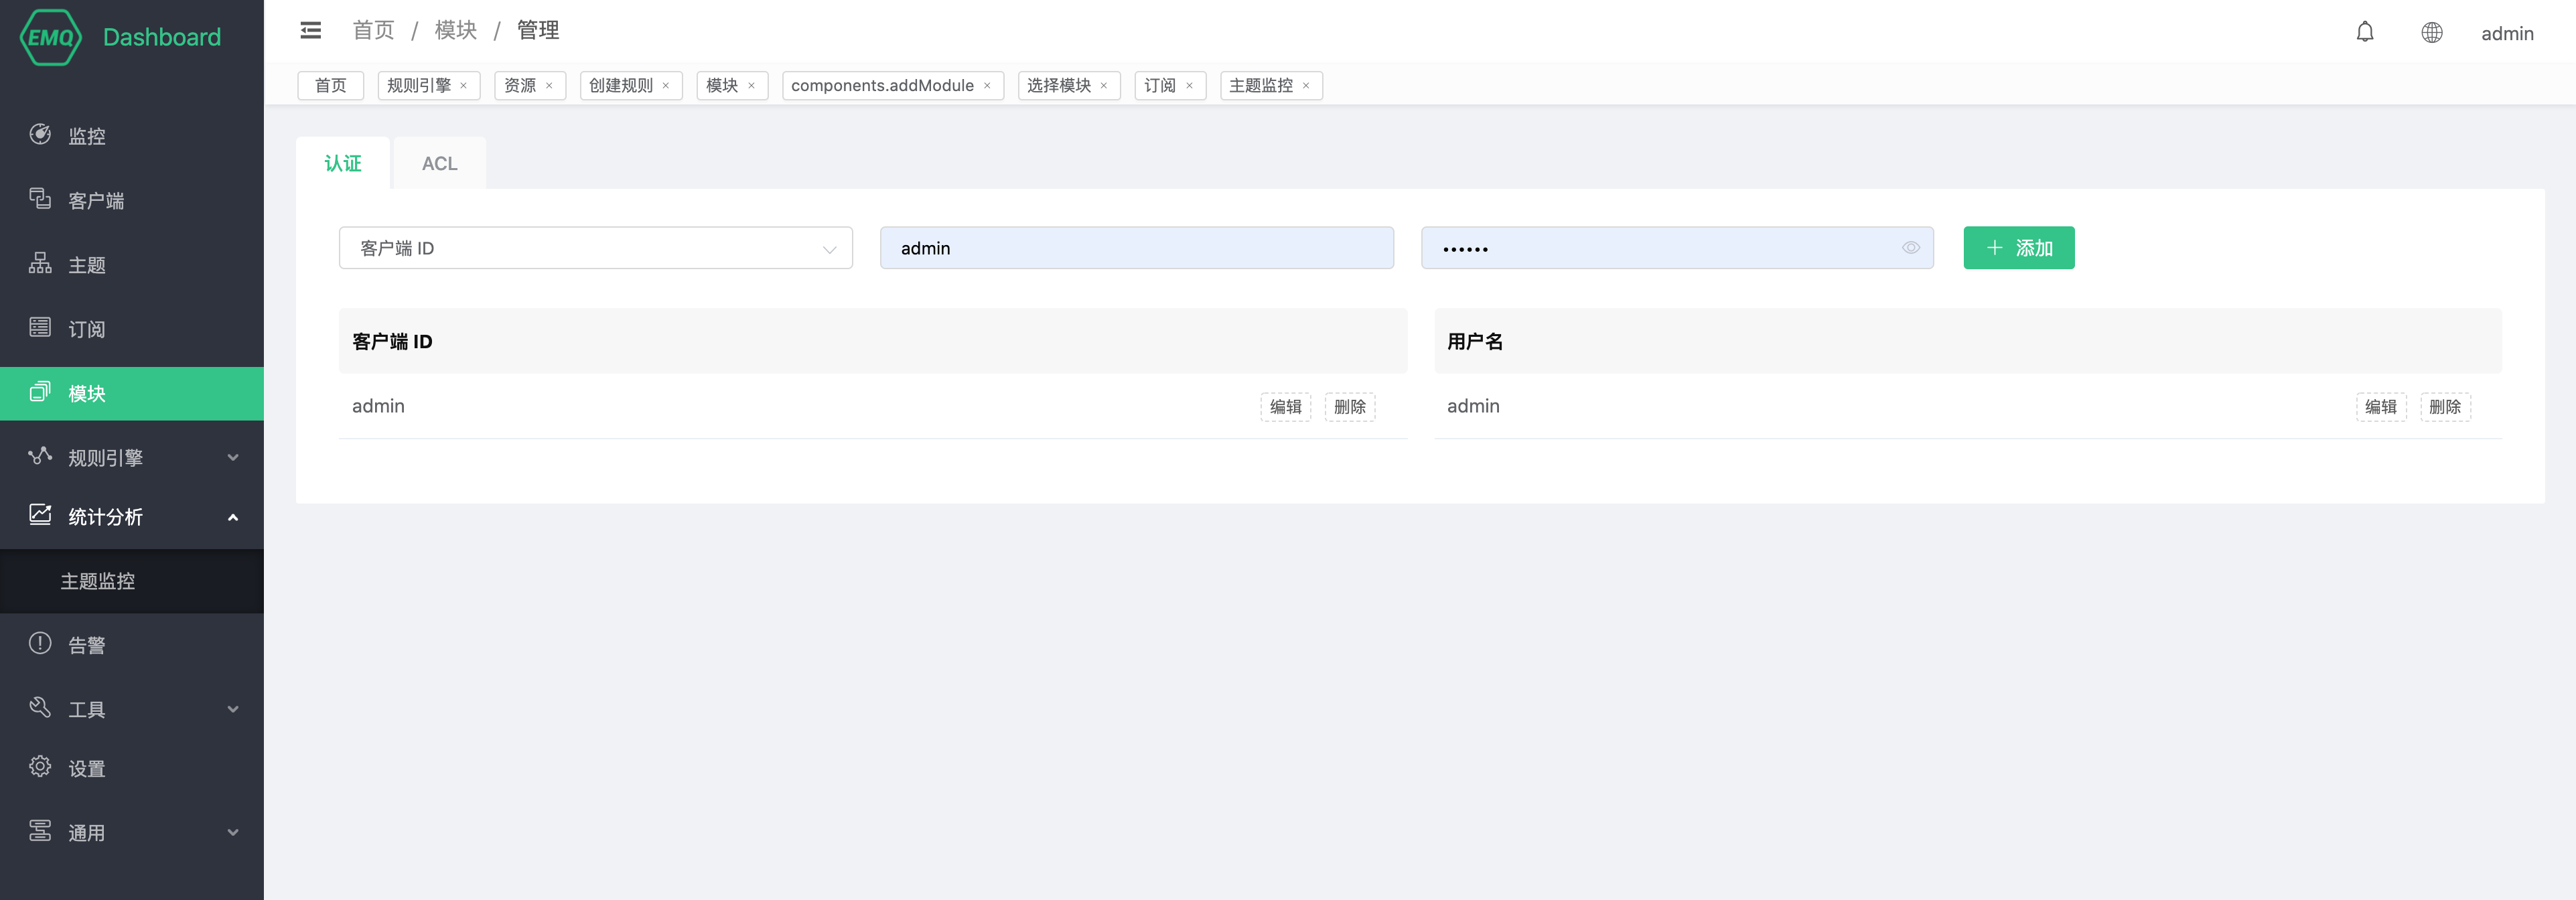 EMQ Dashboard
首页 / 模块 / 管理
admin
首页
规则引擎 ×
资源 ×
创建规则 ×
模块 ×
components.addModule ×
选择模块 ×
订阅 ×
主题监控 ×
监控
客户端
主题
订阅
模块
规则引擎
统计分析
主题监控
告警
工具
设置
通用
认证
ACL
客户端 ID
admin
••••••
+ 添加
客户端 ID
用户名
admin
编辑
删除
admin
编辑
删除